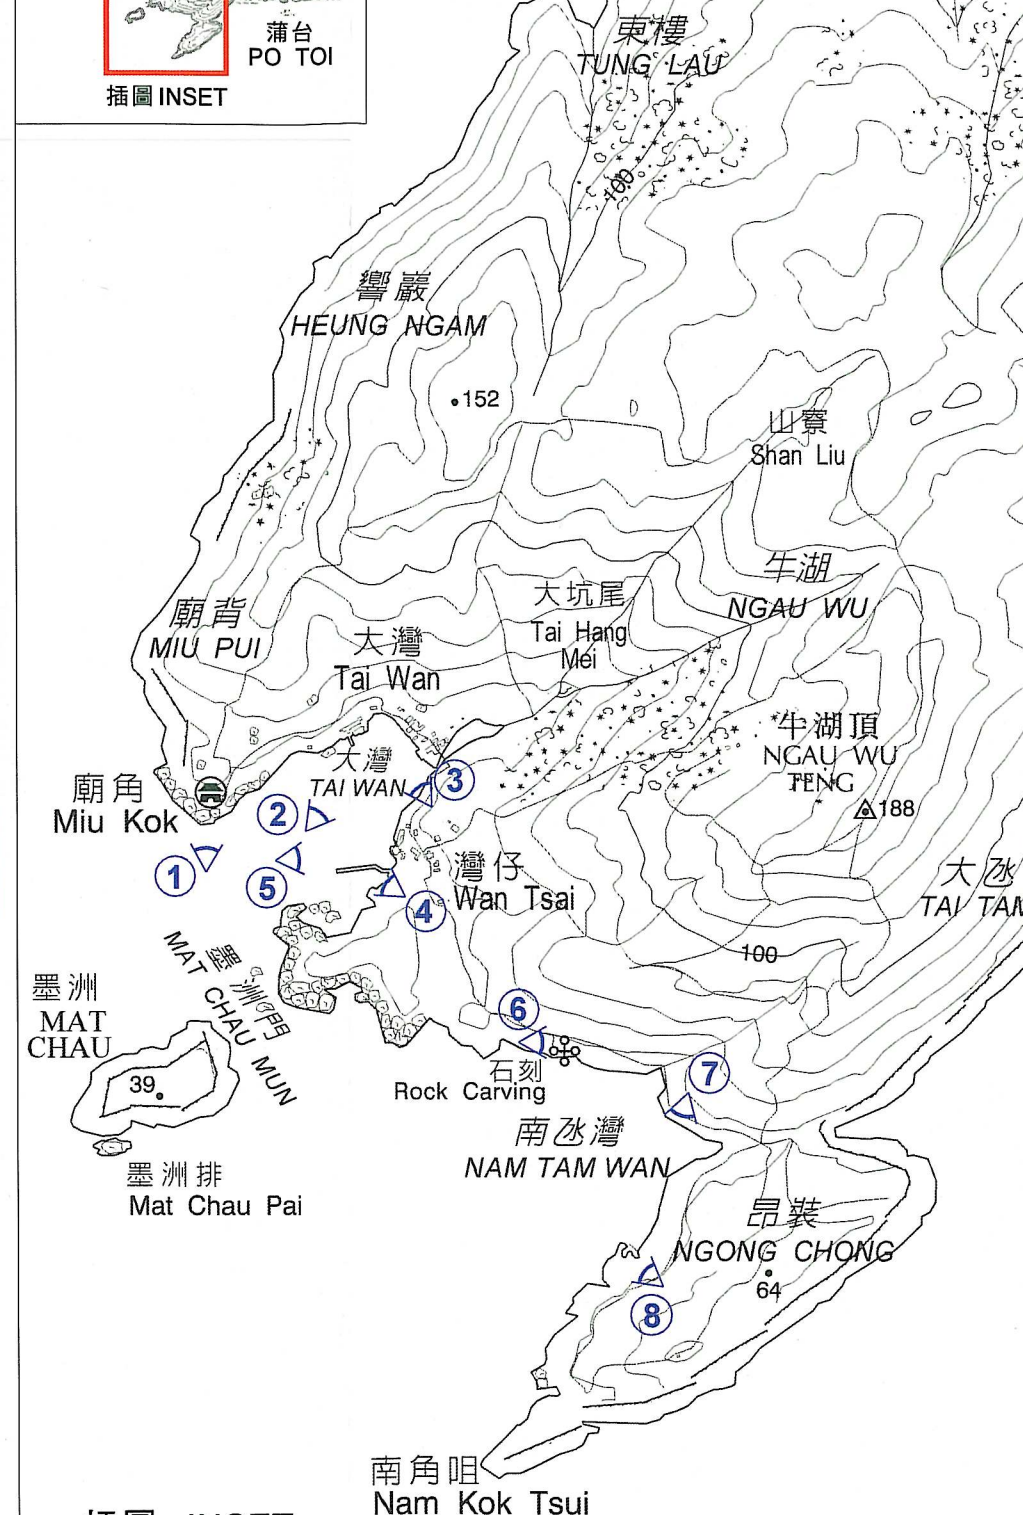 蒲台
PO TOI
插圖 INSET
東樓
TUNG LAU
100
響巖
HEUNG NGAM
152
山寮
Shan Liu
牛湖
NGAU WU
大坑尾
Tai Hang
Mei
廟背
MIU PUI
大灣
Tai Wan
牛湖頂
NGAU WU
TENG
188
大灣
TAI WAN
3
廟角
Miu Kok
2
1
5
灣仔
Wan Tsai
4
大氹
TAI TAM
100
墨洲門
MAT CHAU MUN
墨洲
MAT
CHAU
39
6
石刻
Rock Carving
7
南氹灣
NAM TAM WAN
墨洲排
Mat Chau Pai
昂裝
NGONG CHONG
64
8
南角咀
Nam Kok Tsui